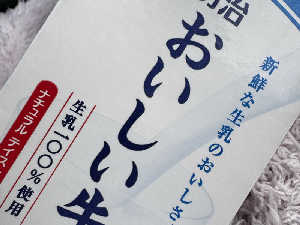 明治
おいしい牛
新鮮な生乳のおいしさ
生乳一〇〇%使用
ナチュラルテイス